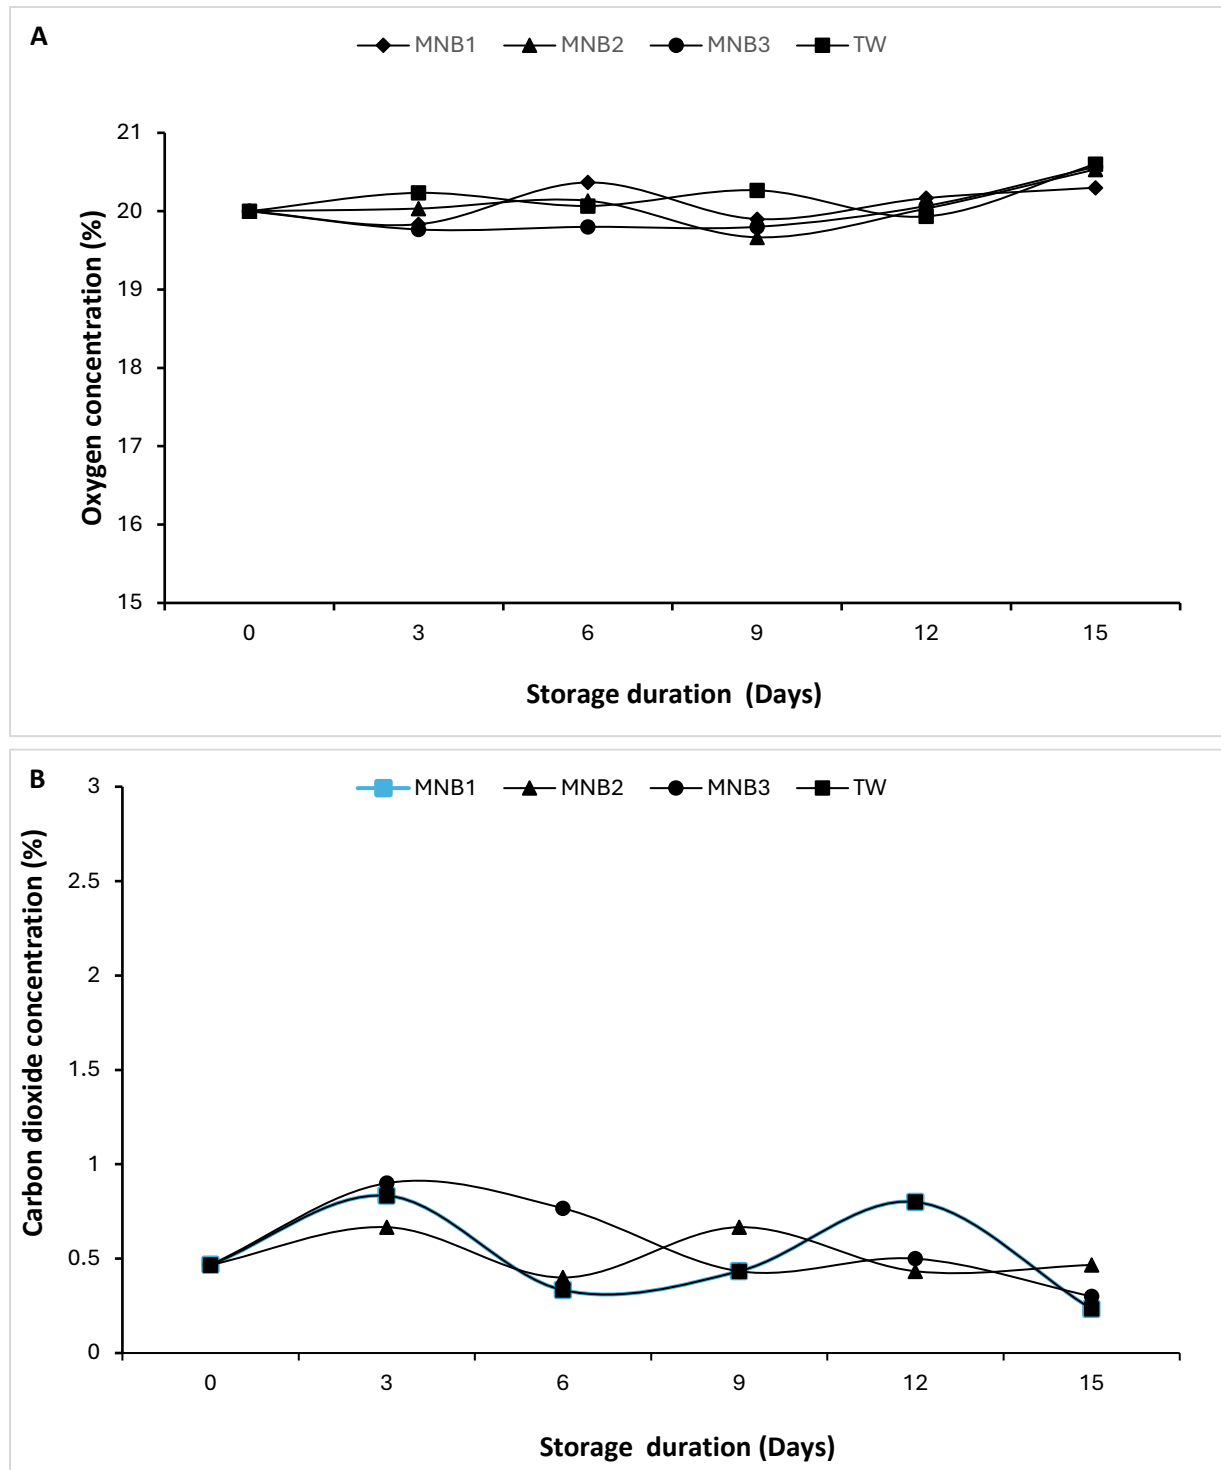 A
MNB1 MNB2 MNB3 TW
21
20
19
18
17
16
15
Oxygen concentration (%)
0 3 6 9 12 15
Storage duration (Days)
B
MNB1 MNB2 MNB3 TW
3
2.5
2
1.5
1
0.5
0
Carbon dioxide concentration (%)
0 3 6 9 12 15
Storage duration (Days)